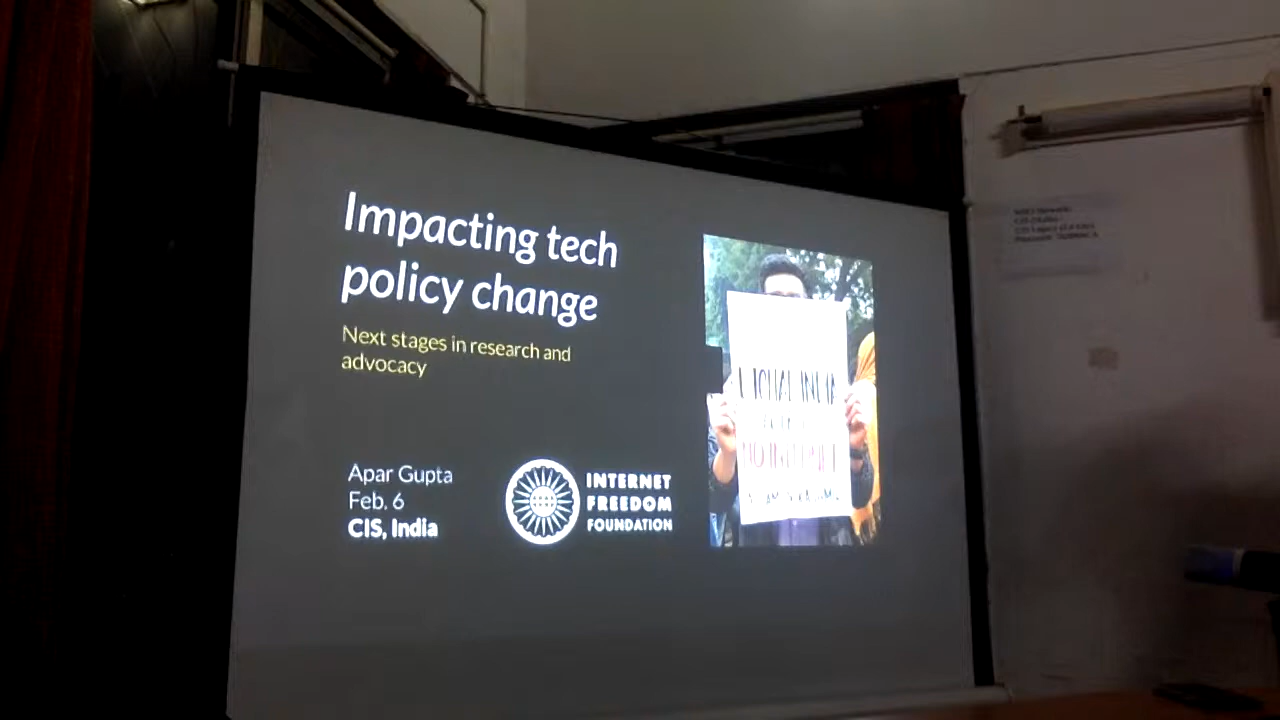 Impacting tech
policy change
Next stages in research and
advocacy
Apar Gupta
Feb. 6
CIS, India
INTERNET
FREEDOM
FOUNDATION